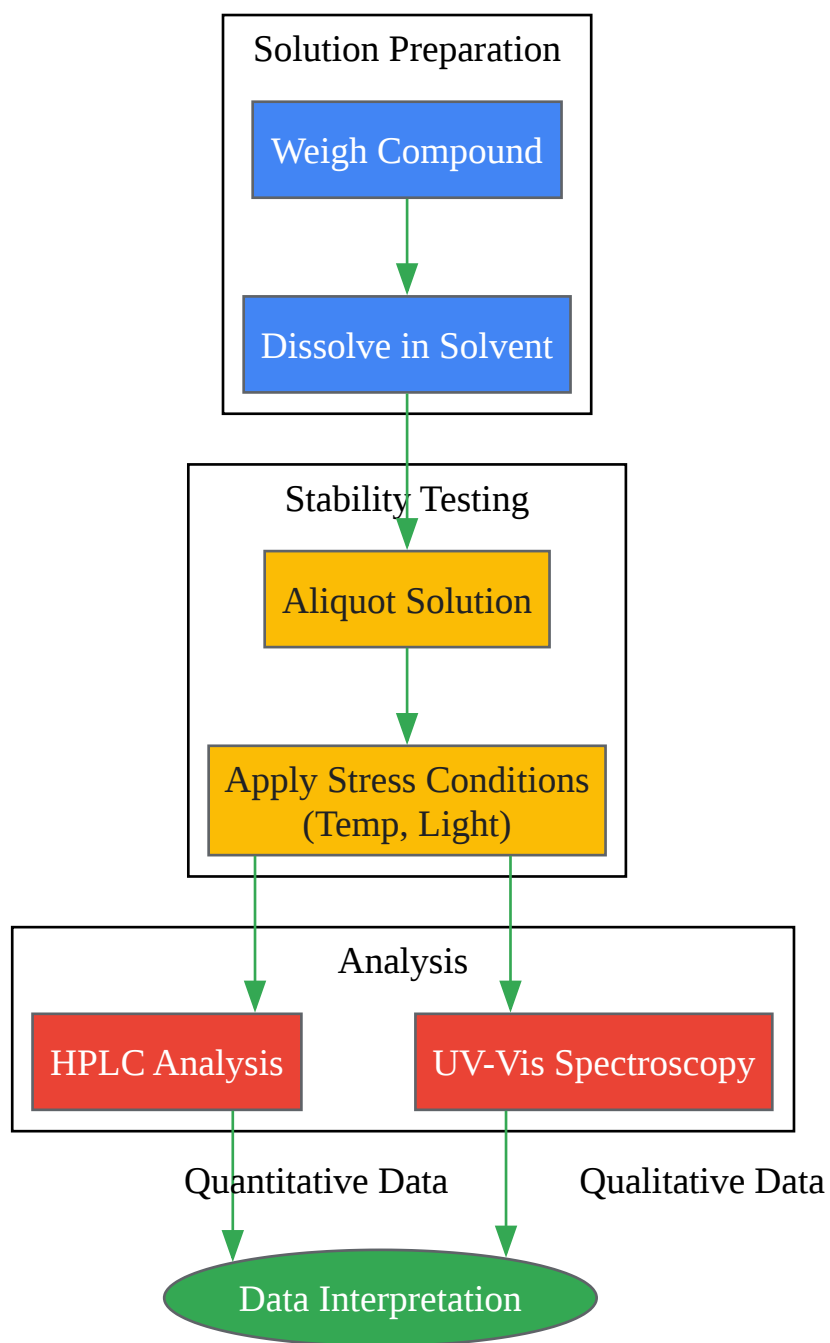 Solution Preparation
Weigh Compound
Dissolve in Solvent
Stability Testing
Aliquot Solution
Apply Stress Conditions
(Temp, Light)
Analysis
HPLC Analysis
UV-Vis Spectroscopy
Quantitative Data
Qualitative Data
Data Interpretation